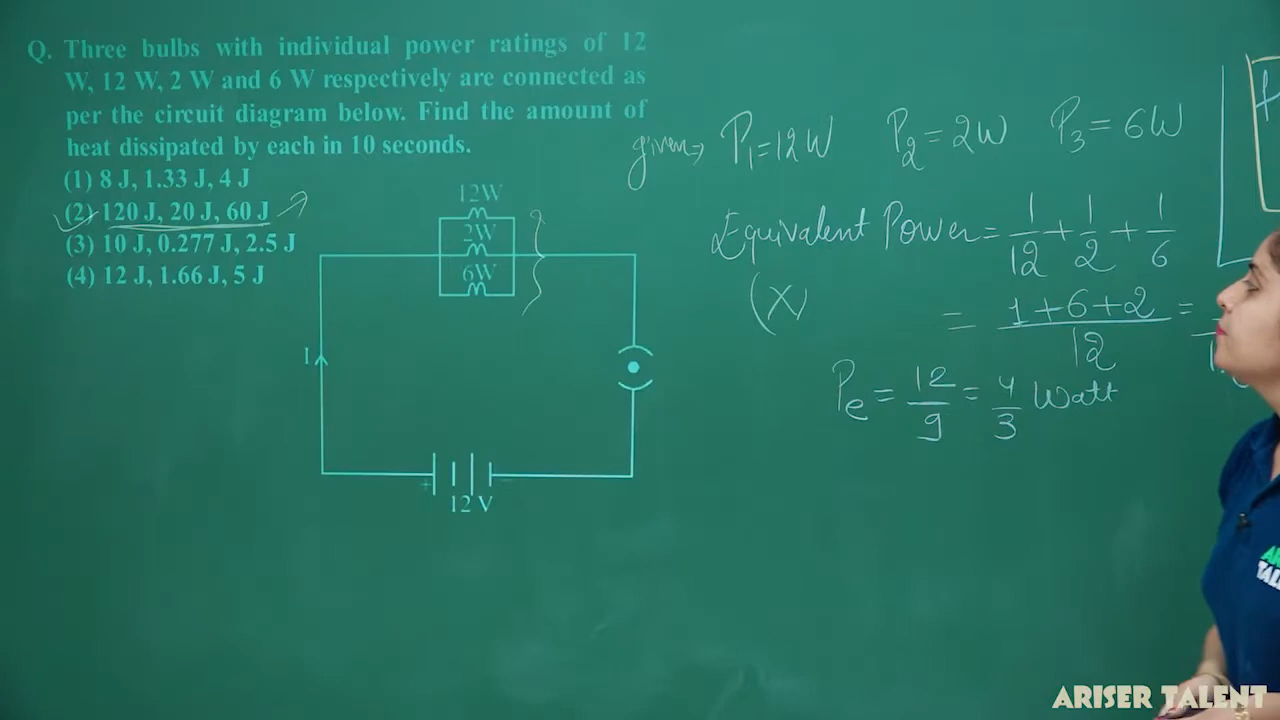 Q. Three bulbs with individual power ratings of 12
W, 12 W, 2 W and 6 W respectively are connected as
per the circuit diagram below. Find the amount of
heat dissipated by each in 10 seconds.
(1) 8 J, 1.33 J, 4 J
(2) 120 J, 20 J, 60 J
(3) 10 J, 0.277 J, 2.5 J
(4) 12 J, 1.66 J, 5 J
12W
2W
6W
I
+
-
12 V
given⇒ P₁=12W P₂=2W P₃=6W
Equivalent Power = 1/12 + 1/2 + 1/6
(X)
= 1+6+2/12 =
Pe = 12/9 = 4/3 Watt
ARISER TALENT